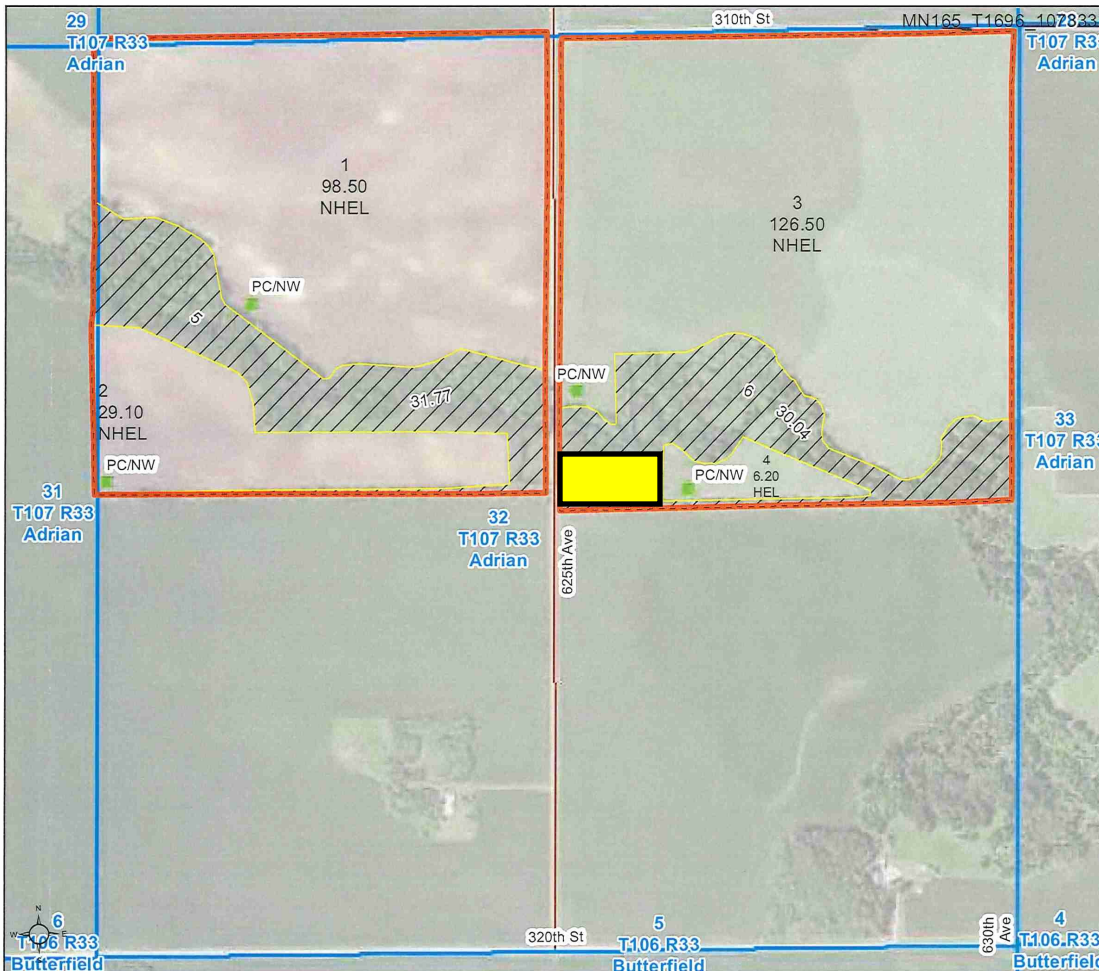 29
T107 R33
Adrian
310th St
MN165_T1696_107833
T107 R33
Adrian
1
98.50
NHEL
3
126.50
NHEL
PC/NW
5
31.77
2
29.10
NHEL
PC/NW
PC/NW
6
30.04
4
6.20
HEL
PC/NW
33
T107 R33
Adrian
31
T107 R33
Adrian
32
T107 R33
Adrian
625th Ave
N
W
E
6
T106 R33
Butterfield
320th St
5
T106 R33
Butterfield
630th
Ave
4
T106 R33
Butterfield